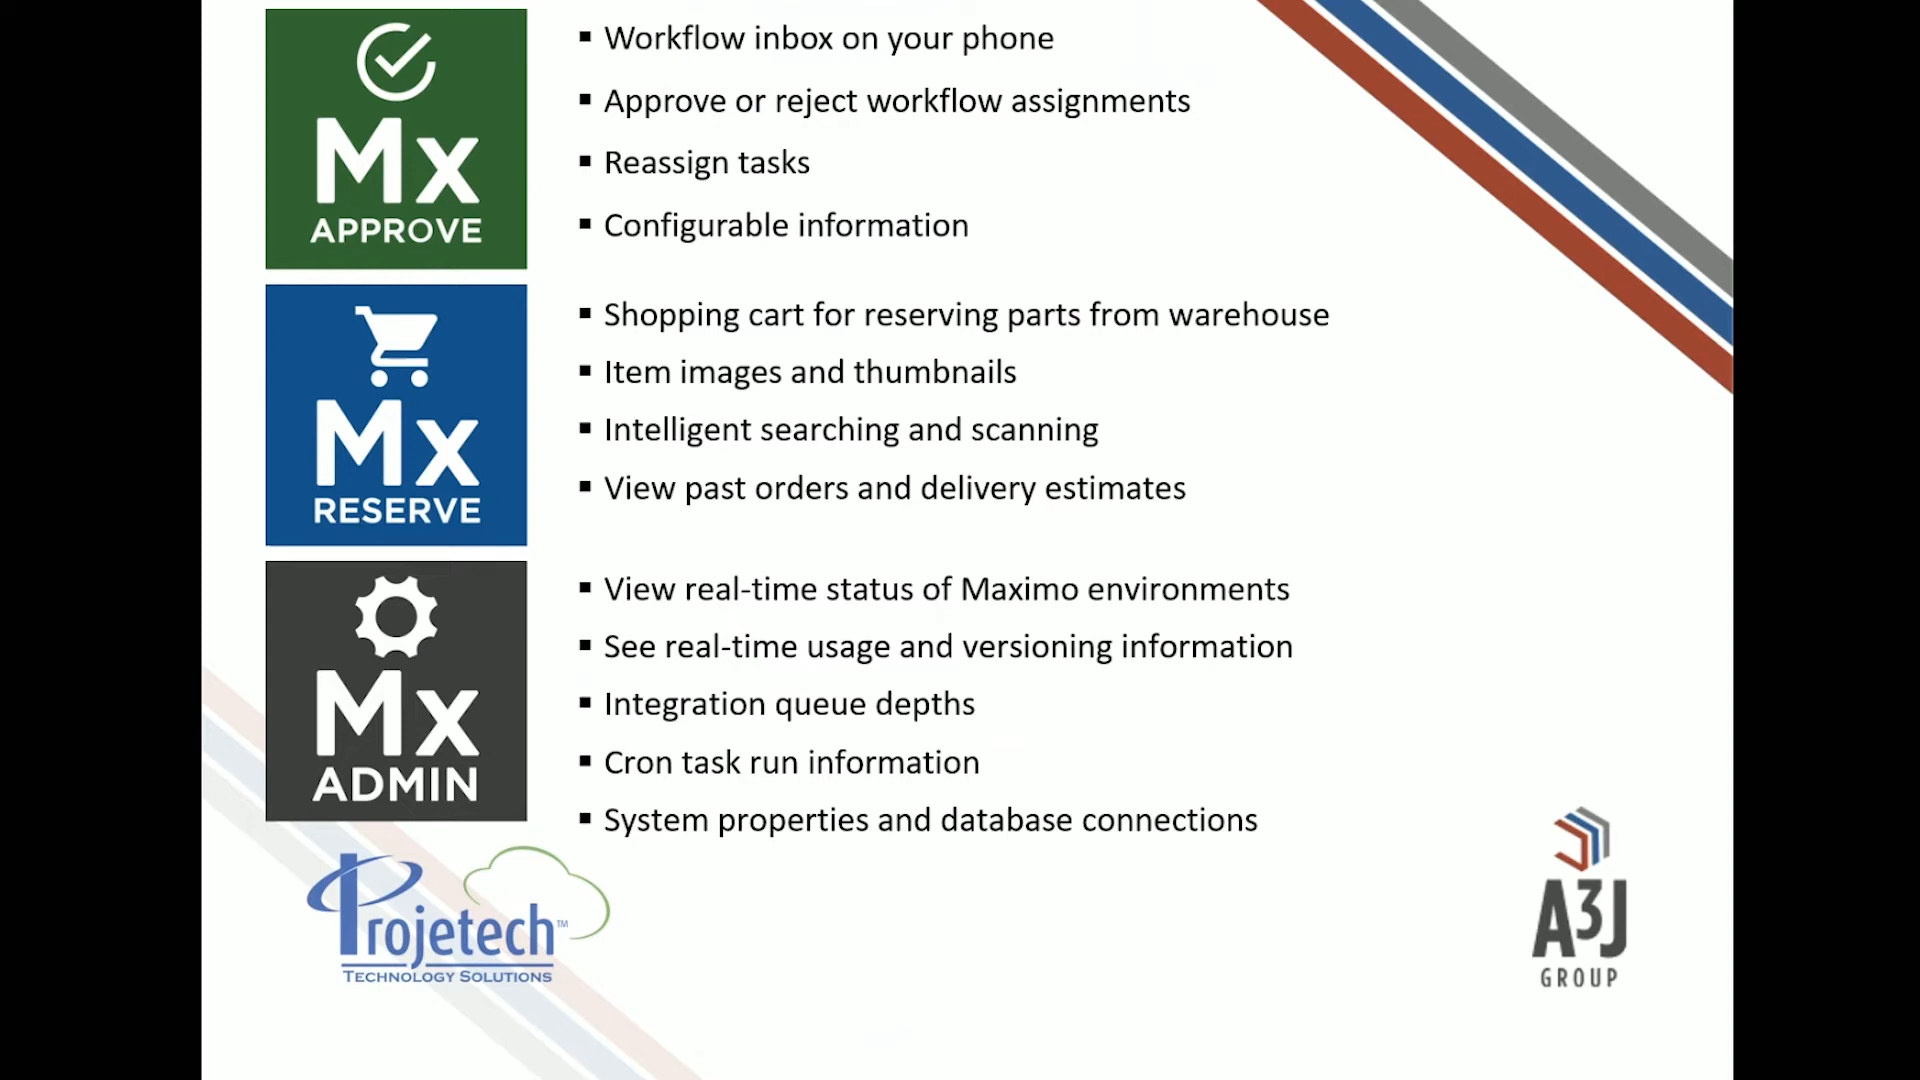 Mx
APPROVE
▪ Workflow inbox on your phone
▪ Approve or reject workflow assignments
▪ Reassign tasks
▪ Configurable information
Mx
RESERVE
▪ Shopping cart for reserving parts from warehouse
▪ Item images and thumbnails
▪ Intelligent searching and scanning
▪ View past orders and delivery estimates
Mx
ADMIN
▪ View real-time status of Maximo environments
▪ See real-time usage and versioning information
▪ Integration queue depths
▪ Cron task run information
▪ System properties and database connections
Projetech™
TECHNOLOGY SOLUTIONS
A3J
GROUP